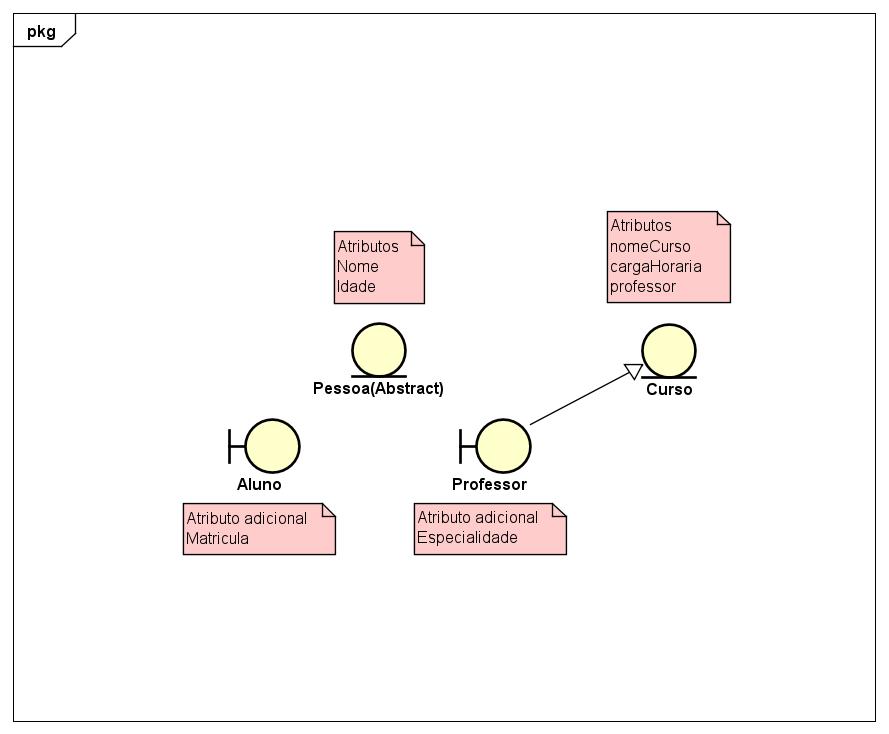 pkg
Atributos
Nome
Idade
Atributos
nomeCurso
cargaHoraria
professor
Pessoa(Abstract)
Curso
Aluno
Professor
Atributo adicional
Matricula
Atributo adicional
Especialidade